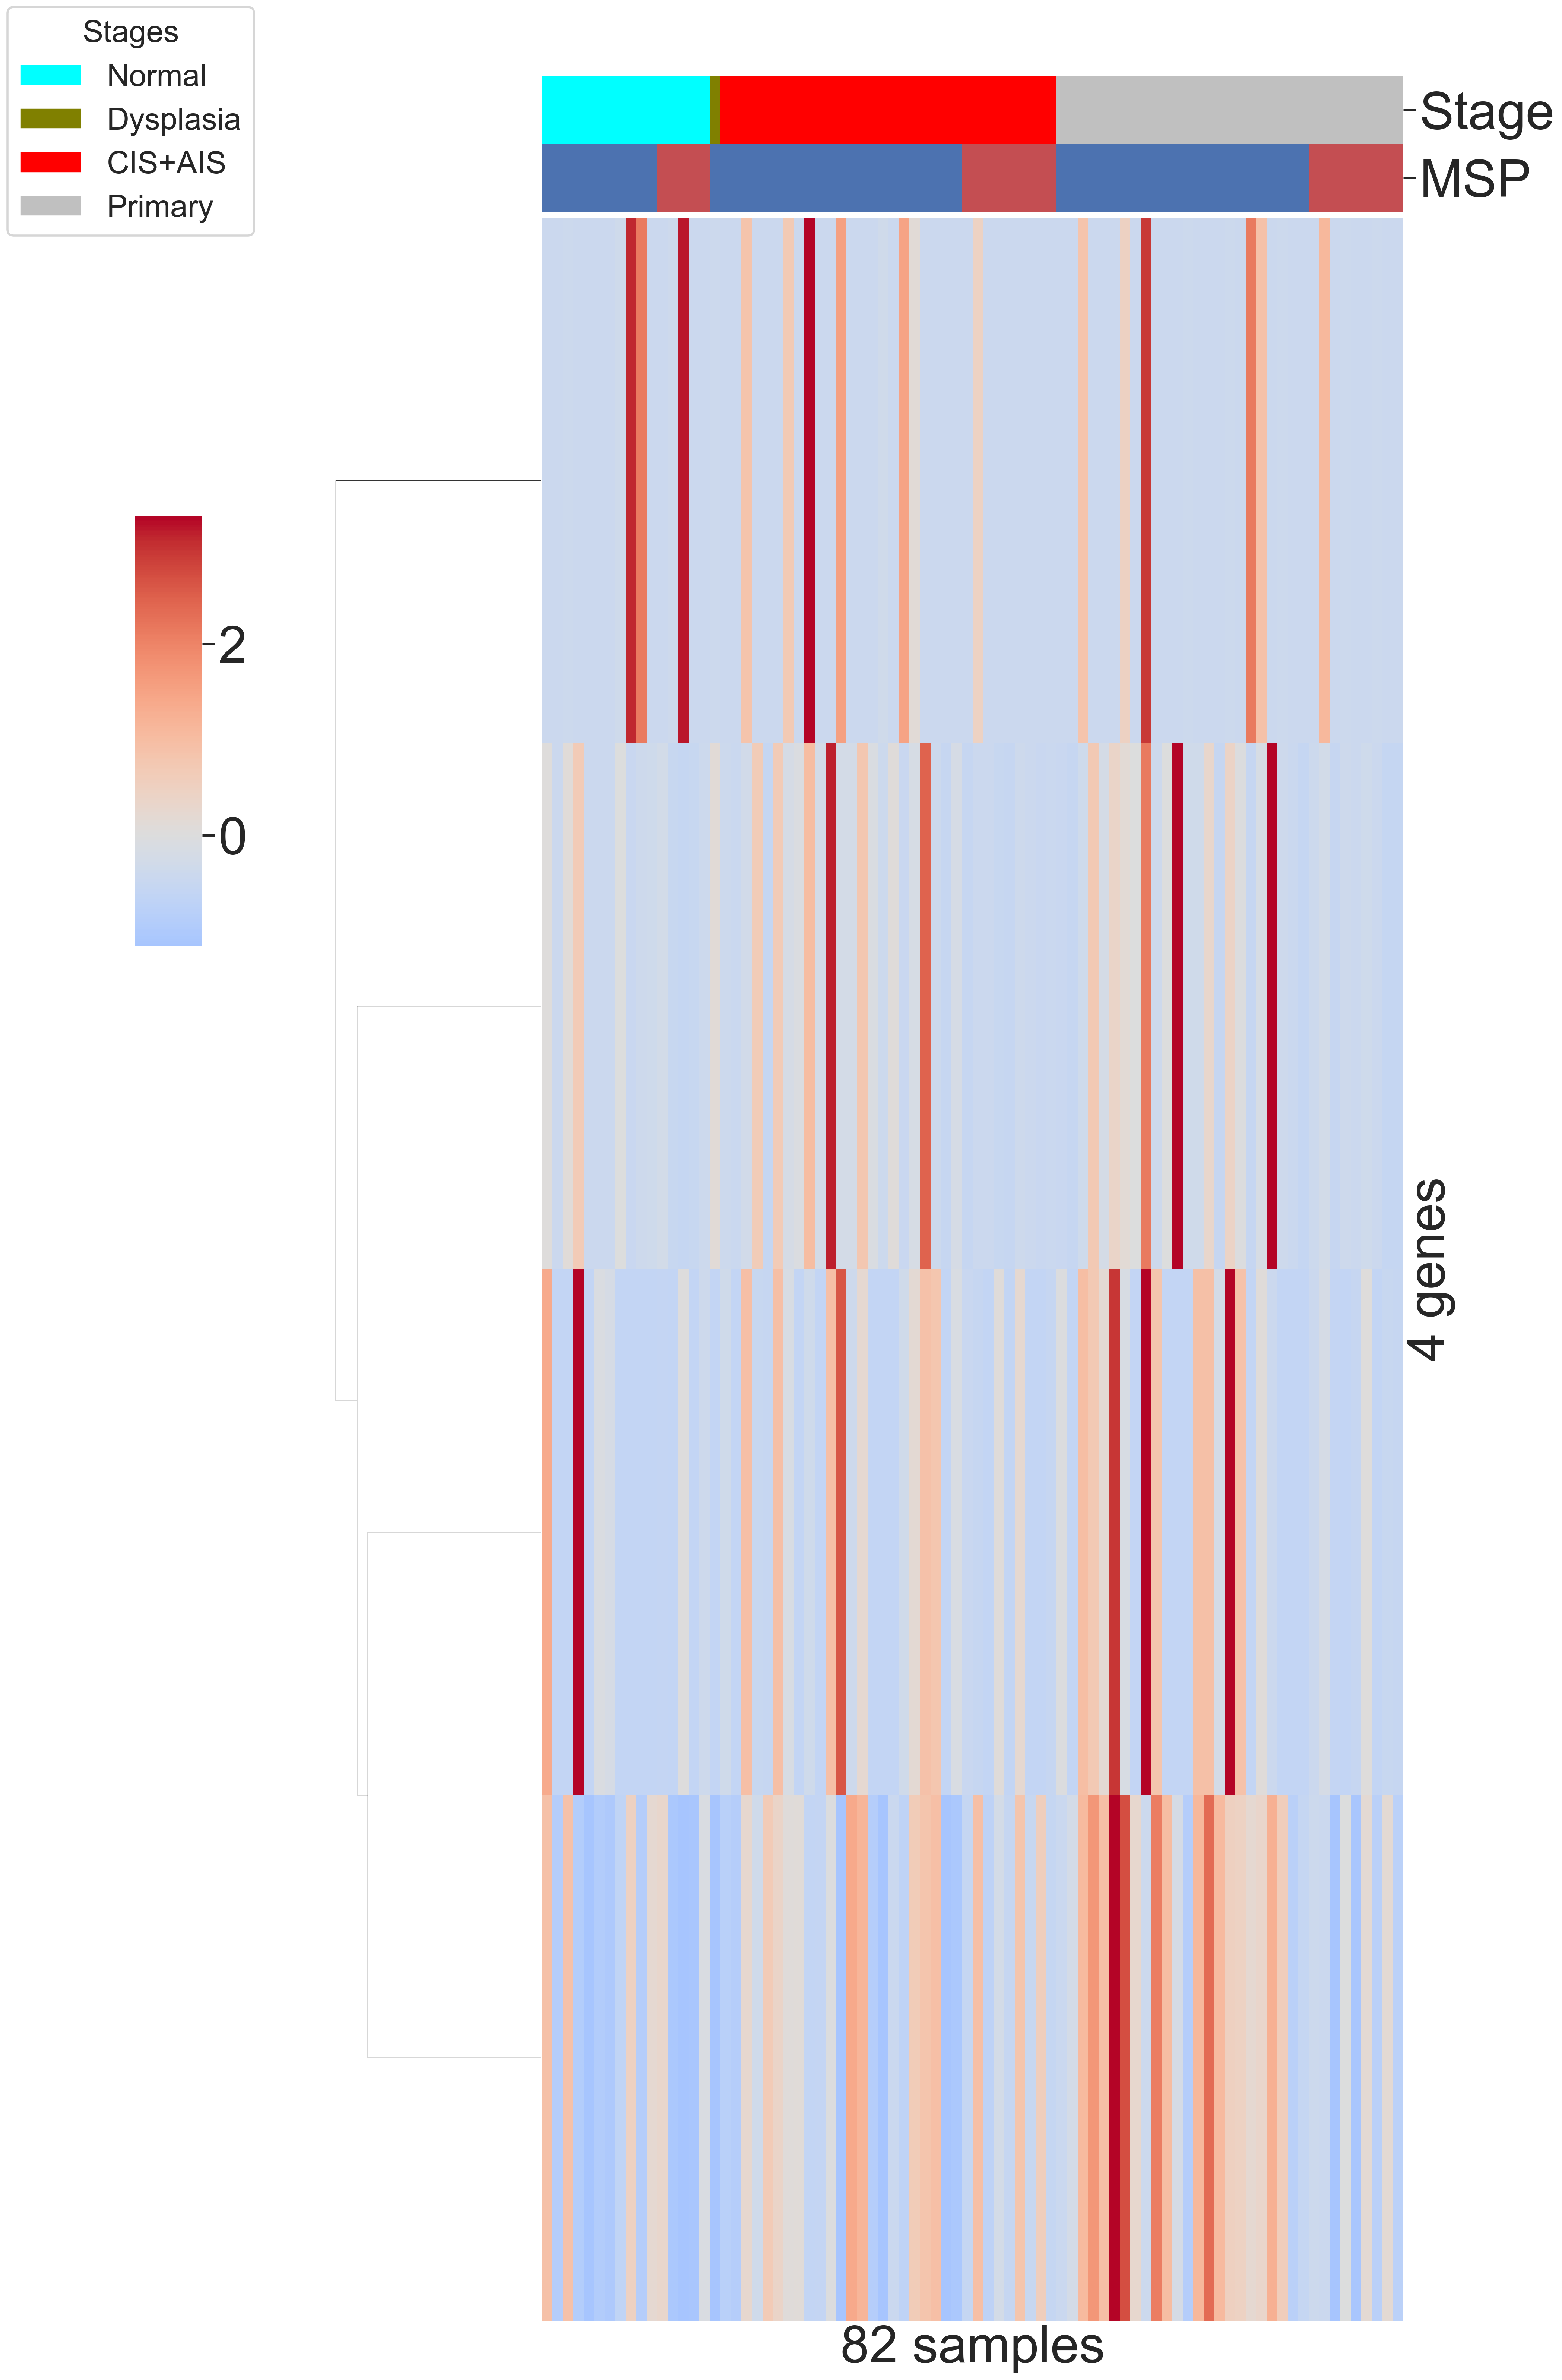 Stages
Normal
Dysplasia
CIS+AIS
Primary
Stage
MSP
2
0
4 genes
82 samples